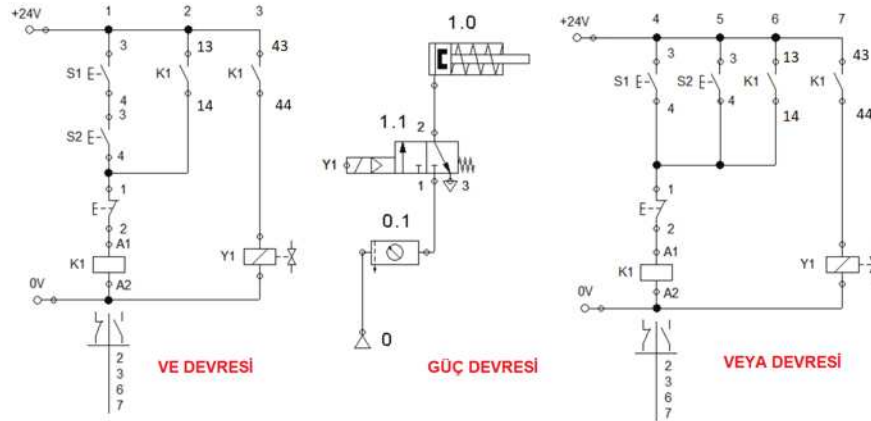 1 2 3
+24V
3 13 43
S1 K1 K1
4 14 44
3
S2
4
1
2
A1
K1 Y1
A2
0V
2
3
6
7
VE DEVRESİ
1.0
2
1.1
Y1
1 3
0.1
0
GÜÇ DEVRESİ
4 5 6 7
+24V
3 3 13 43
S1 S2 K1 K1
4 4 14 44
1
2
A1
K1 Y1
A2
0V
2
3
6
7
VEYA DEVRESİ